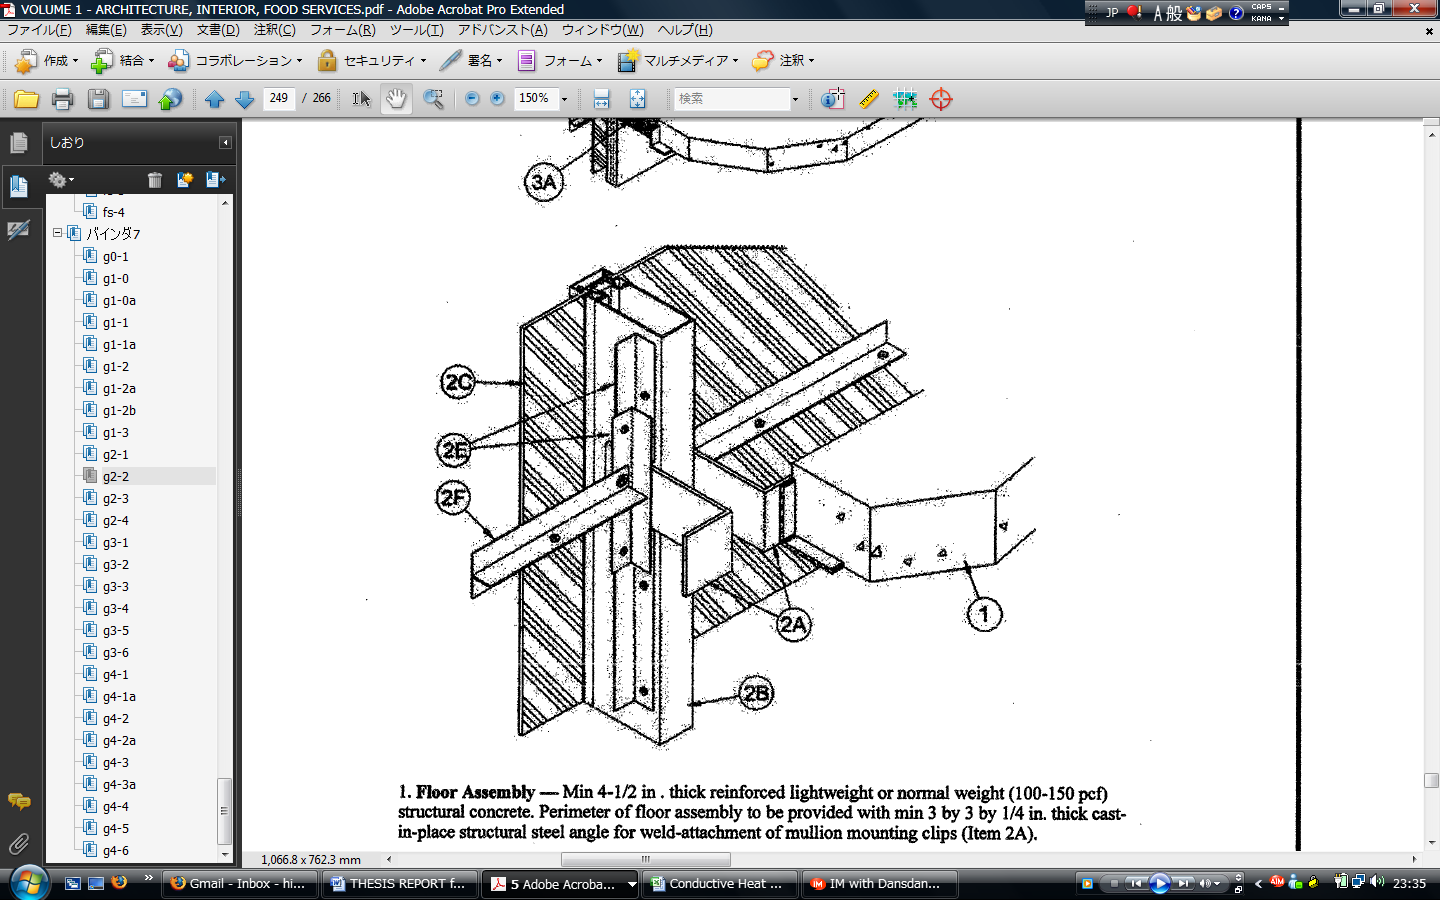 VOLUME 1 - ARCHITECTURE, INTERIOR, FOOD SERVICES.pdf - Adobe Acrobat Pro Extended
JP A 般 CAPS KANA
ファイル(F) 編集(E) 表示(V) 文書(D) 注釈(C) フォーム(R) ツール(T) アドバンスト(A) ウィンドウ(W) ヘルプ(H)
作成 結合 コラボレーション セキュリティ 署名 フォーム マルチメディア 注釈
249 / 266 150% 検索
しおり
fs-4
バインダ7
g0-1
g1-0
g1-0a
g1-1
g1-1a
g1-2
g1-2a
g1-2b
g1-3
g2-1
g2-2
g2-3
g2-4
g3-1
g3-2
g3-3
g3-4
g3-5
g3-6
g4-1
g4-1a
g4-2
g4-2a
g4-3
g4-3a
g4-4
g4-5
g4-6
3A
2C
2E
2F
2A
1
2B
1. Floor Assembly — Min 4-1/2 in . thick reinforced lightweight or normal weight (100-150 pcf)
structural concrete. Perimeter of floor assembly to be provided with min 3 by 3 by 1/4 in. thick cast-
in-place structural steel angle for weld-attachment of mullion mounting clips (Item 2A).
1,066.8 x 762.3 mm
Gmail - Inbox - hi...
THESIS REPORT f...
5 Adobe Acroba...
Conductive Heat ...
IM with Dansdan...
23:35